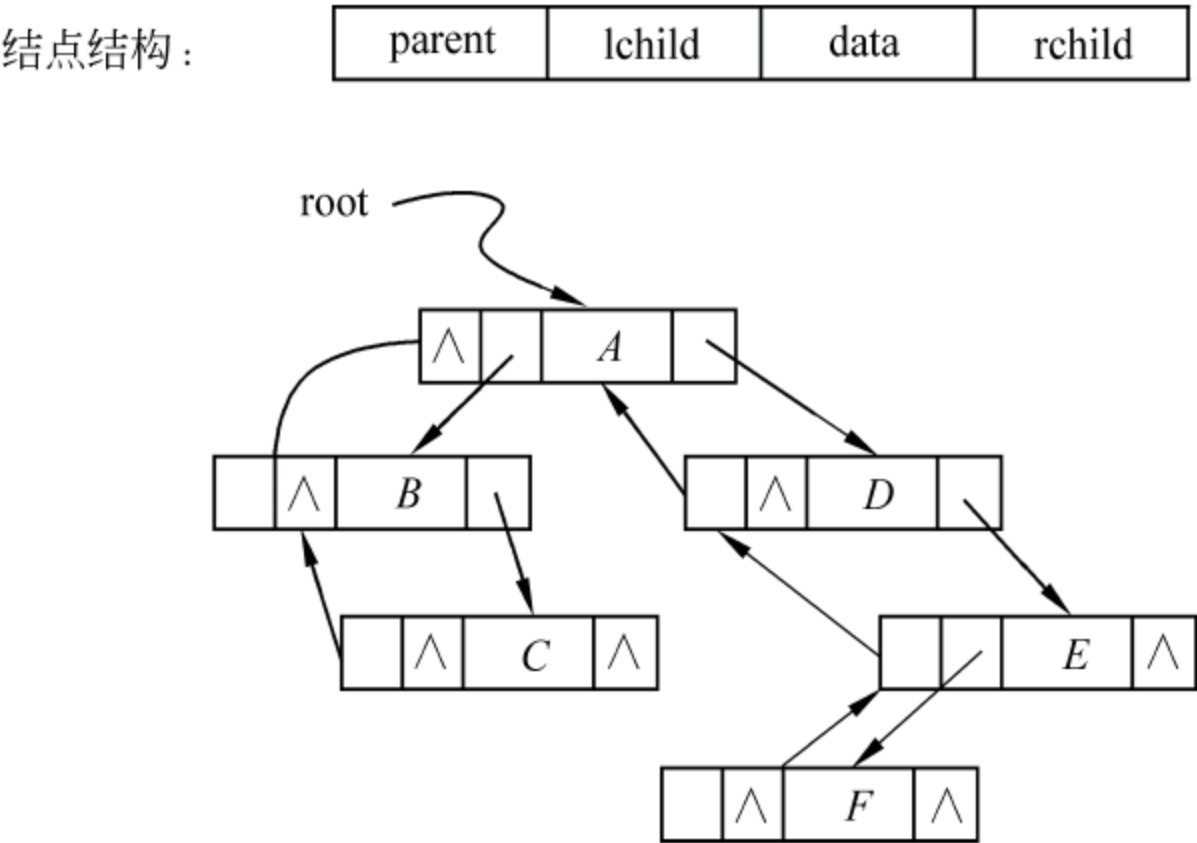 结点结构： parent lchild data rchild
root
∧ A
∧ B ∧ D
∧ C ∧ ∧ E
∧ F ∧